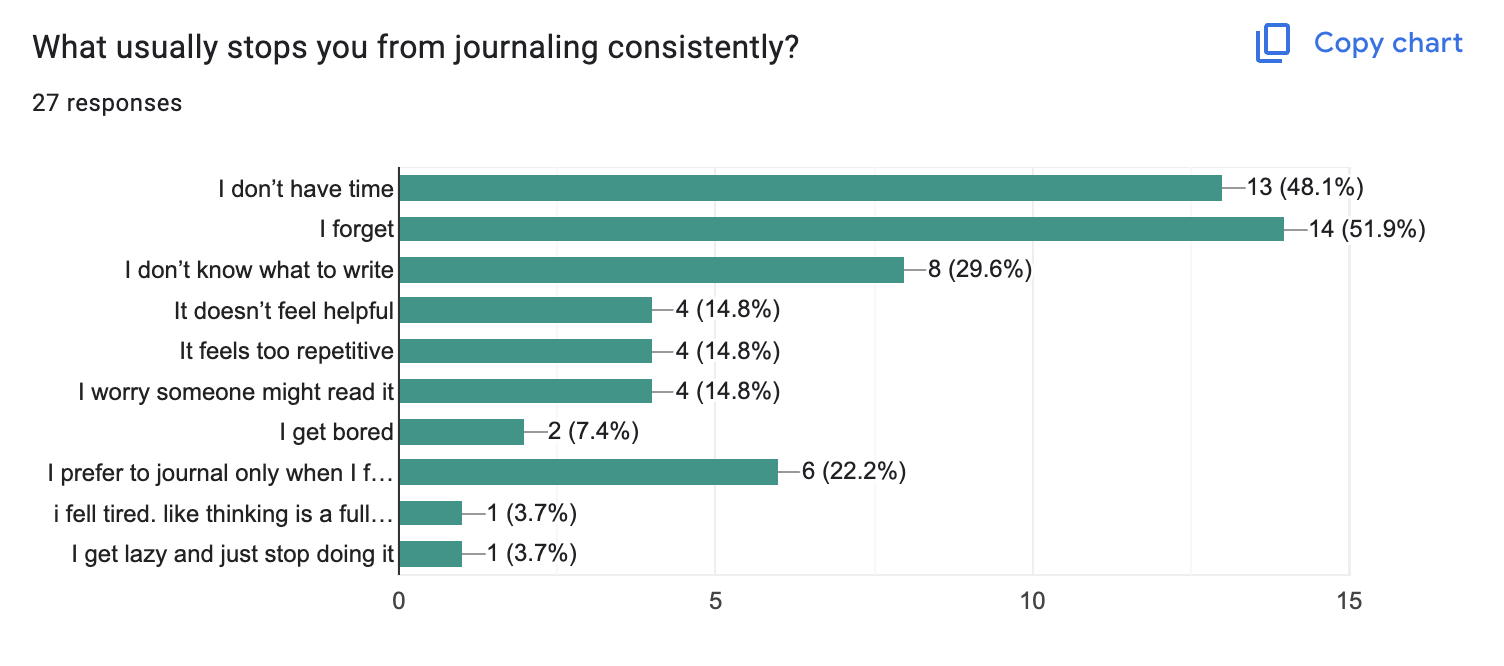 What usually stops you from journaling consistently?
Copy chart
27 responses
I don’t have time
13 (48.1%)
I forget
14 (51.9%)
I don’t know what to write
8 (29.6%)
It doesn’t feel helpful
4 (14.8%)
It feels too repetitive
4 (14.8%)
I worry someone might read it
4 (14.8%)
I get bored
2 (7.4%)
I prefer to journal only when I f…
6 (22.2%)
i fell tired. like thinking is a full…
1 (3.7%)
I get lazy and just stop doing it
1 (3.7%)
0 5 10 15